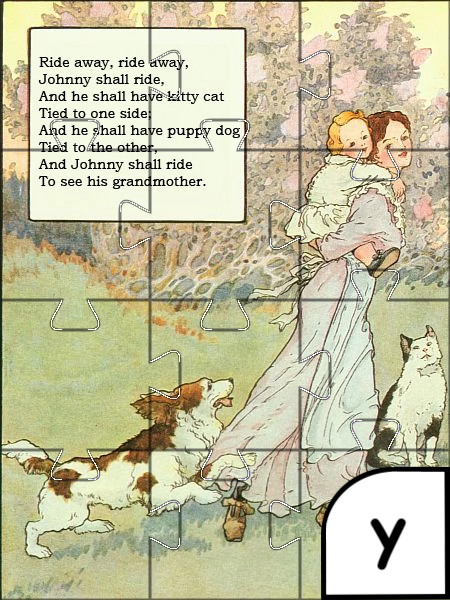 Ride away, ride away,
Johnny shall ride,
And he shall have kitty cat
Tied to one side;
And he shall have puppy dog
Tied to the other,
And Johnny shall ride
To see his grandmother.
y